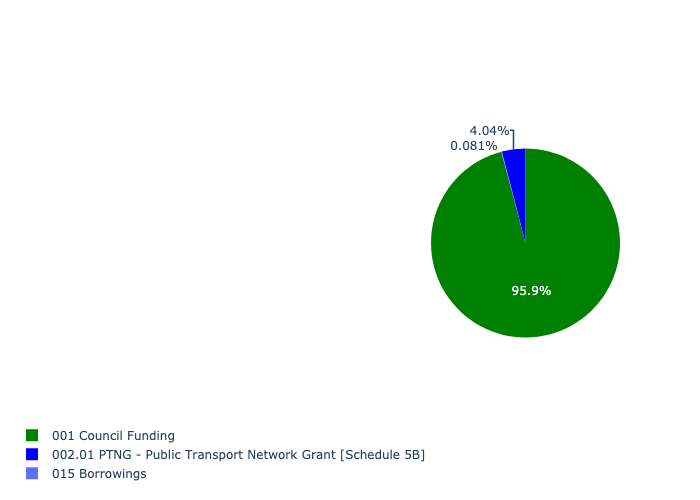 4.04%
0.081%
95.9%
001 Council Funding
002.01 PTNG - Public Transport Network Grant [Schedule 5B]
015 Borrowings